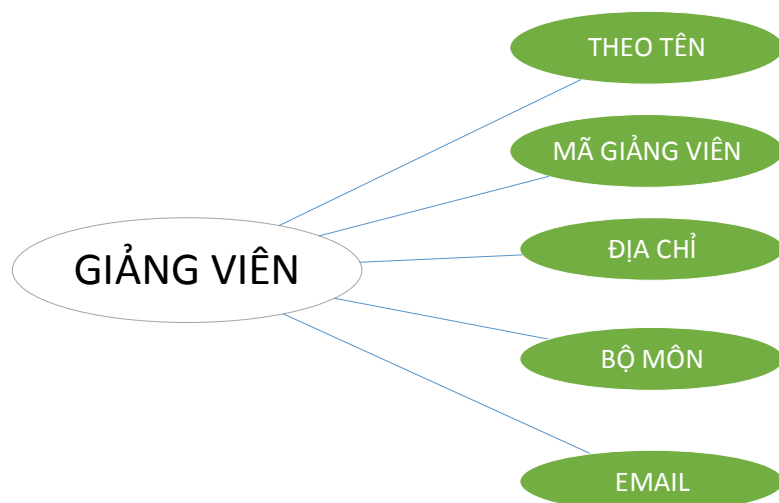 THEO TÊN
MÃ GIẢNG VIÊN
GIẢNG VIÊN
ĐỊA CHỈ
BỘ MÔN
EMAIL